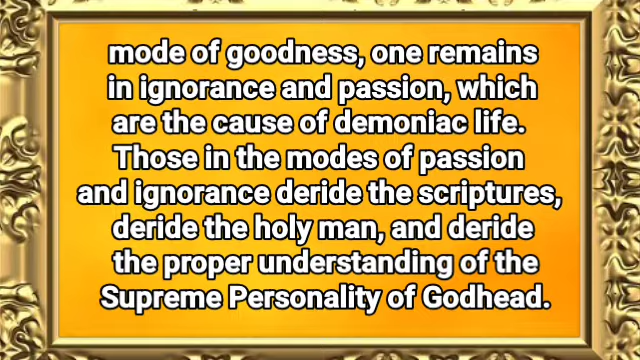 mode of goodness, one remains
in ignorance and passion, which
are the cause of demoniac life.
Those in the modes of passion
and ignorance deride the scriptures,
deride the holy man, and deride
the proper understanding of the
Supreme Personality of Godhead.